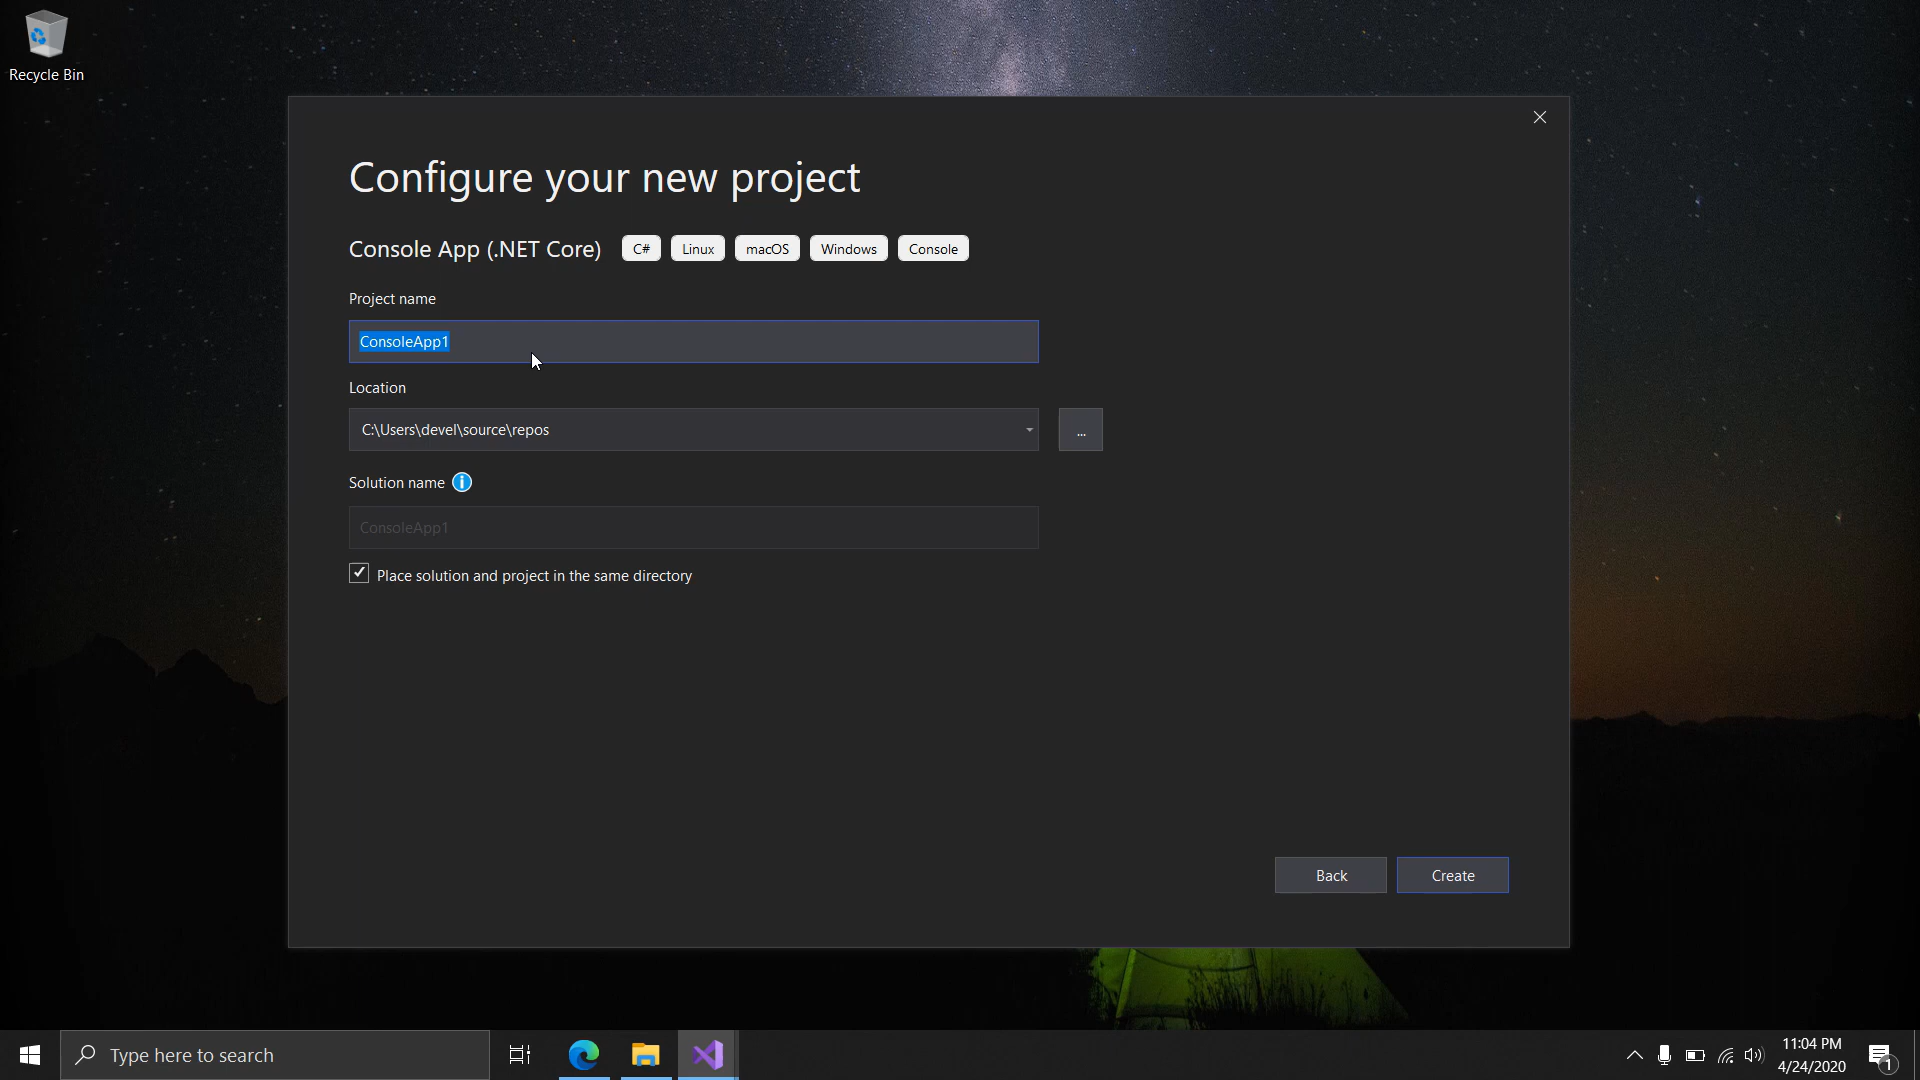 Recycle Bin
Configure your new project
Console App (.NET Core) C# Linux macOS Windows Console
Project name
ConsoleApp1
Location
C:\Users\devel\source\repos
...
Solution name
ConsoleApp1
Place solution and project in the same directory
Back Create
Type here to search
11:04 PM
4/24/2020
1